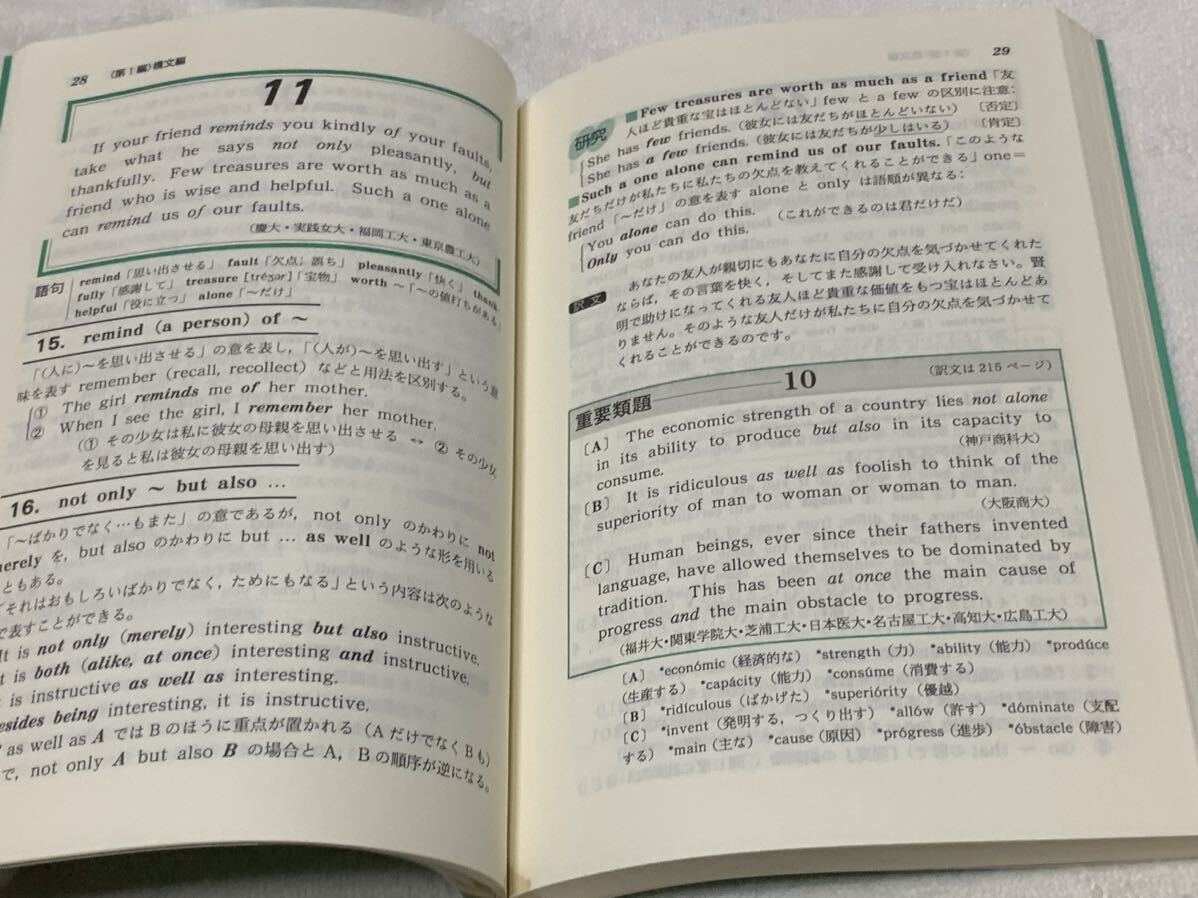 28 〈第1編〉構文編
11
If your friend reminds you kindly of your faults,
take what he says not only pleasantly, but
thankfully. Few treasures are worth as much as a
friend who is wise and helpful. Such a one alone
can remind us of our faults.
(慶大・実践女大・福岡工大・東京農工大)
語句
remind「思い出させる」 fault「欠点; 誤ち」 pleasantly「快く」 thank-
fully「感謝して」 treasure [tréʒər]「宝物」 worth ~「~の値打ちがある」
helpful「役に立つ」 alone「~だけ」
15. remind (a person) of ~
「(人に)~を思い出させる」の意を表し,「(人が)~を思い出す」という意
味を表す remember (recall, recollect) などと用法を区別する。
① The girl reminds me of her mother.
② When I see the girl, I remember her mother.
(① その少女は私に彼女の母親を思い出させる ↔ ② その少女
を見ると私は彼女の母親を思い出す)
16. not only ~ but also …
「~ばかりでなく…もまた」の意であるが, not only のかわりに not
merely を, but also のかわりに but … as well のような形を用いる
こともある。
「それはおもしろいばかりでなく, ためにもなる」という内容は次のような
で表すことができる。
It is not only (merely) interesting but also instructive.
It is both (alike, at once) interesting and instructive.
It is instructive as well as interesting.
Besides being interesting, it is instructive.
as well as A では B のほうに重点が置かれる (A だけでなく B も)
で, not only A but also B の場合と A, B の順序が逆になる。
29
研究
■Few treasures are worth as much as a friend「友
人ほど貴重な宝はほとんどない」few と a few の区別に注意:
She has few friends. (彼女には友だちがほとんどいない) 〔否定〕
She has a few friends. (彼女には友だちが少しはいる) 〔肯定〕
■Such a one alone can remind us of our faults.「このような
友だちだけが私たちに私たちの欠点を教えてくれることができる」one=
friend「~だけ」の意を表す alone と only は語順が異なる:
You alone can do this. (これができるのは君だけだ)
Only you can do this.
訳文
あなたの友人が親切にもあなたに自分の欠点を気づかせてくれた
ならば, その言葉を快く, そしてまた感謝して受け入れなさい。賢
明で助けになってくれる友人ほど貴重な価値をもつ宝はほとんどあ
りません。そのような友人だけが私たちに自分の欠点を気づかせて
くれることができるのです。
重要類題 10 (訳文は 215 ページ)
〔A〕 The economic strength of a country lies not alone
in its ability to produce but also in its capacity to
consume. (神戸商科大)
〔B〕 It is ridiculous as well as foolish to think of the
superiority of man to woman or woman to man.
(大阪商大)
〔C〕 Human beings, ever since their fathers invented
language, have allowed themselves to be dominated by
tradition. This has been at once the main cause of
progress and the main obstacle to progress.
(福井大・関東学院大・芝浦工大・日本医大・名古屋工大・高知大・広島工大)
〔A〕 *económic (経済的な) *strength (力) *ability (能力) *prodúce
(生産する) *capácity (能力) *consúme (消費する)
〔B〕 *ridículous (ばかげた) *superiórity (優越)
〔C〕 *invent (発明する, つくり出す) *allów (許す) *dóminate (支配
する) *main (主な) *cause (原因) *prógress (進歩) *óbstacle (障害)